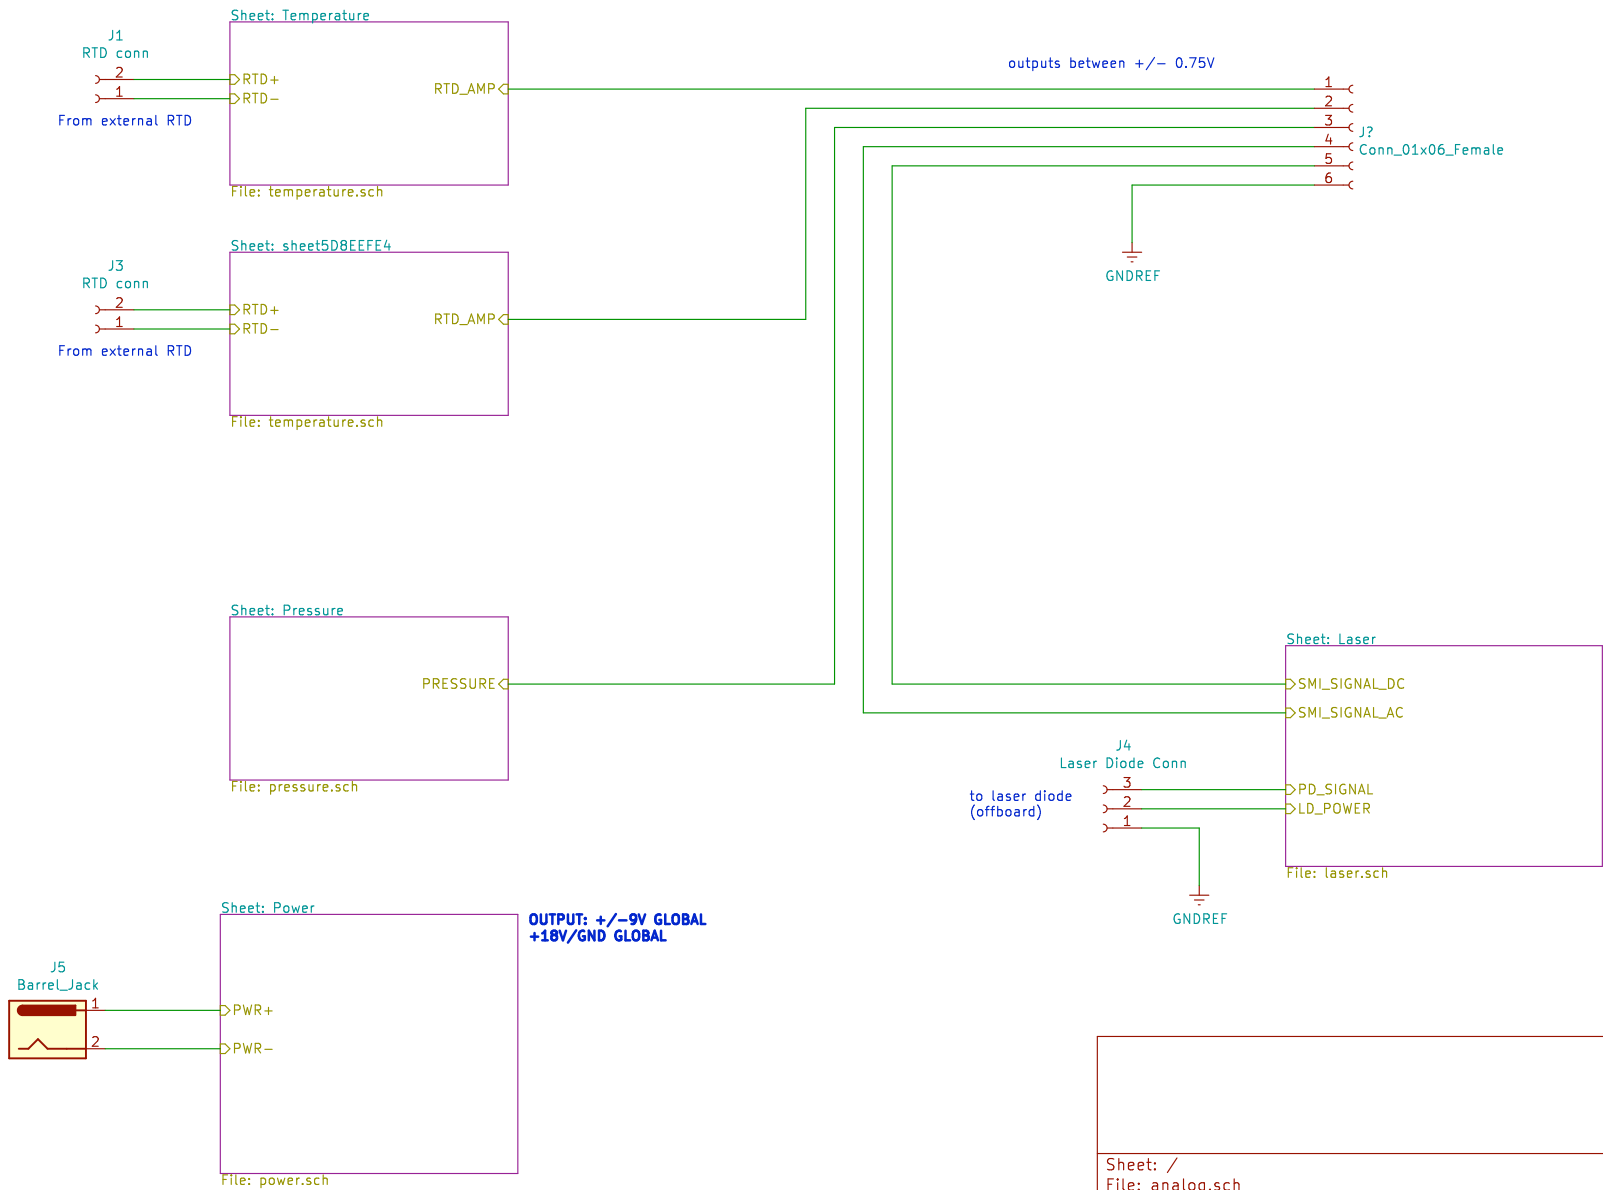 Sheet: Temperature
J1
RTD conn
2
1
RTD+
RTD-
RTD_AMP
From external RTD
File: temperature.sch
outputs between +/- 0.75V
1
2
3
4
5
6
J?
Conn_01x06_Female
GNDREF
Sheet: sheet5D8EEFE4
J3
RTD conn
2
1
RTD+
RTD-
RTD_AMP
From external RTD
File: temperature.sch
Sheet: Pressure
PRESSURE
File: pressure.sch
Sheet: Laser
SMI_SIGNAL_DC
SMI_SIGNAL_AC
PD_SIGNAL
LD_POWER
File: laser.sch
J4
Laser Diode Conn
3
2
1
to laser diode
(offboard)
GNDREF
Sheet: Power
OUTPUT: +/-9V GLOBAL
+18V/GND GLOBAL
J5
Barrel_Jack
1
2
PWR+
PWR-
File: power.sch
Sheet: /
File: analog.sch